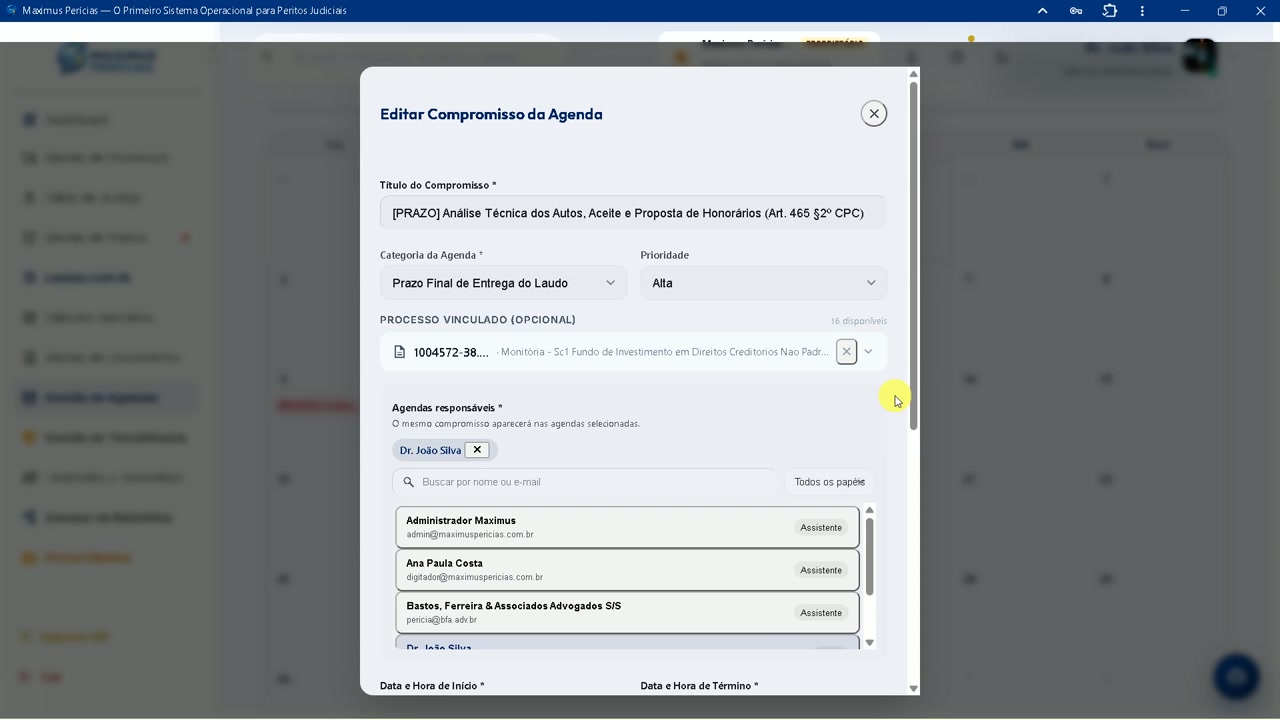 Maximus Perícias — O Primeiro Sistema Operacional para Peritos Judiciais
Editar Compromisso da Agenda
Título do Compromisso *
[PRAZO] Análise Técnica dos Autos, Aceite e Proposta de Honorários (Art. 465 §2º CPC)
Categoria da Agenda * Prioridade
Prazo Final de Entrega do Laudo Alta
PROCESSO VINCULADO (OPCIONAL) 16 disponíveis
1004572-38.... · Monitória - Sc1 Fundo de Investimento em Direitos Creditorios Nao Padr...
Agendas responsáveis *
O mesmo compromisso aparecerá nas agendas selecionadas.
Dr. João Silva
Buscar por nome ou e-mail Todos os papéis
Administrador Maximus
admin@maximuspericias.com.br Assistente
Ana Paula Costa
digitador@maximuspericias.com.br Assistente
Bastos, Ferreira & Associados Advogados S/S
pericia@bfa.adv.br Assistente
Dr. João Silva
Data e Hora de Início * Data e Hora de Término *